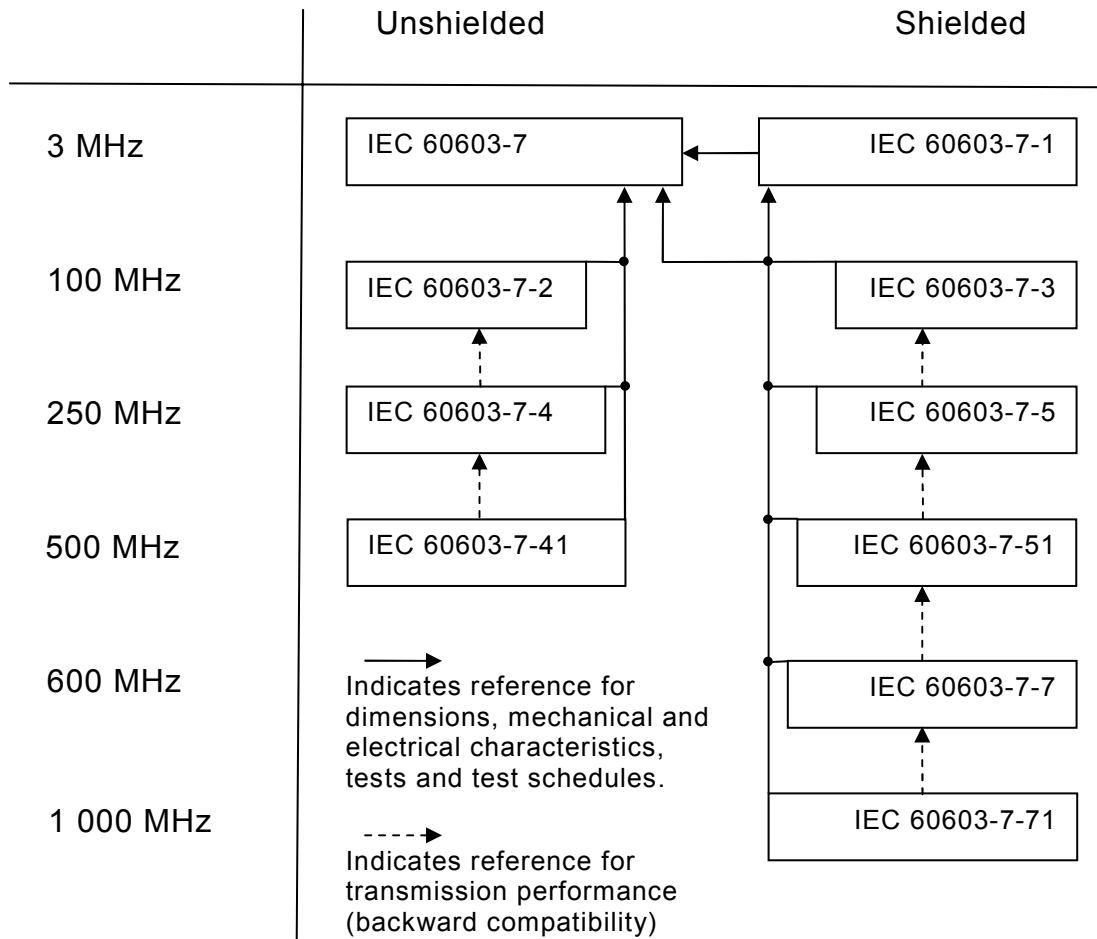 Unshielded
Shielded
3 MHz
IEC 60603-7
IEC 60603-7-1
100 MHz
IEC 60603-7-2
IEC 60603-7-3
250 MHz
IEC 60603-7-4
IEC 60603-7-5
500 MHz
IEC 60603-7-41
IEC 60603-7-51
600 MHz
IEC 60603-7-7
Indicates reference for
dimensions, mechanical and
electrical characteristics,
tests and test schedules.
1 000 MHz
IEC 60603-7-71
Indicates reference for
transmission performance
(backward compatibility)